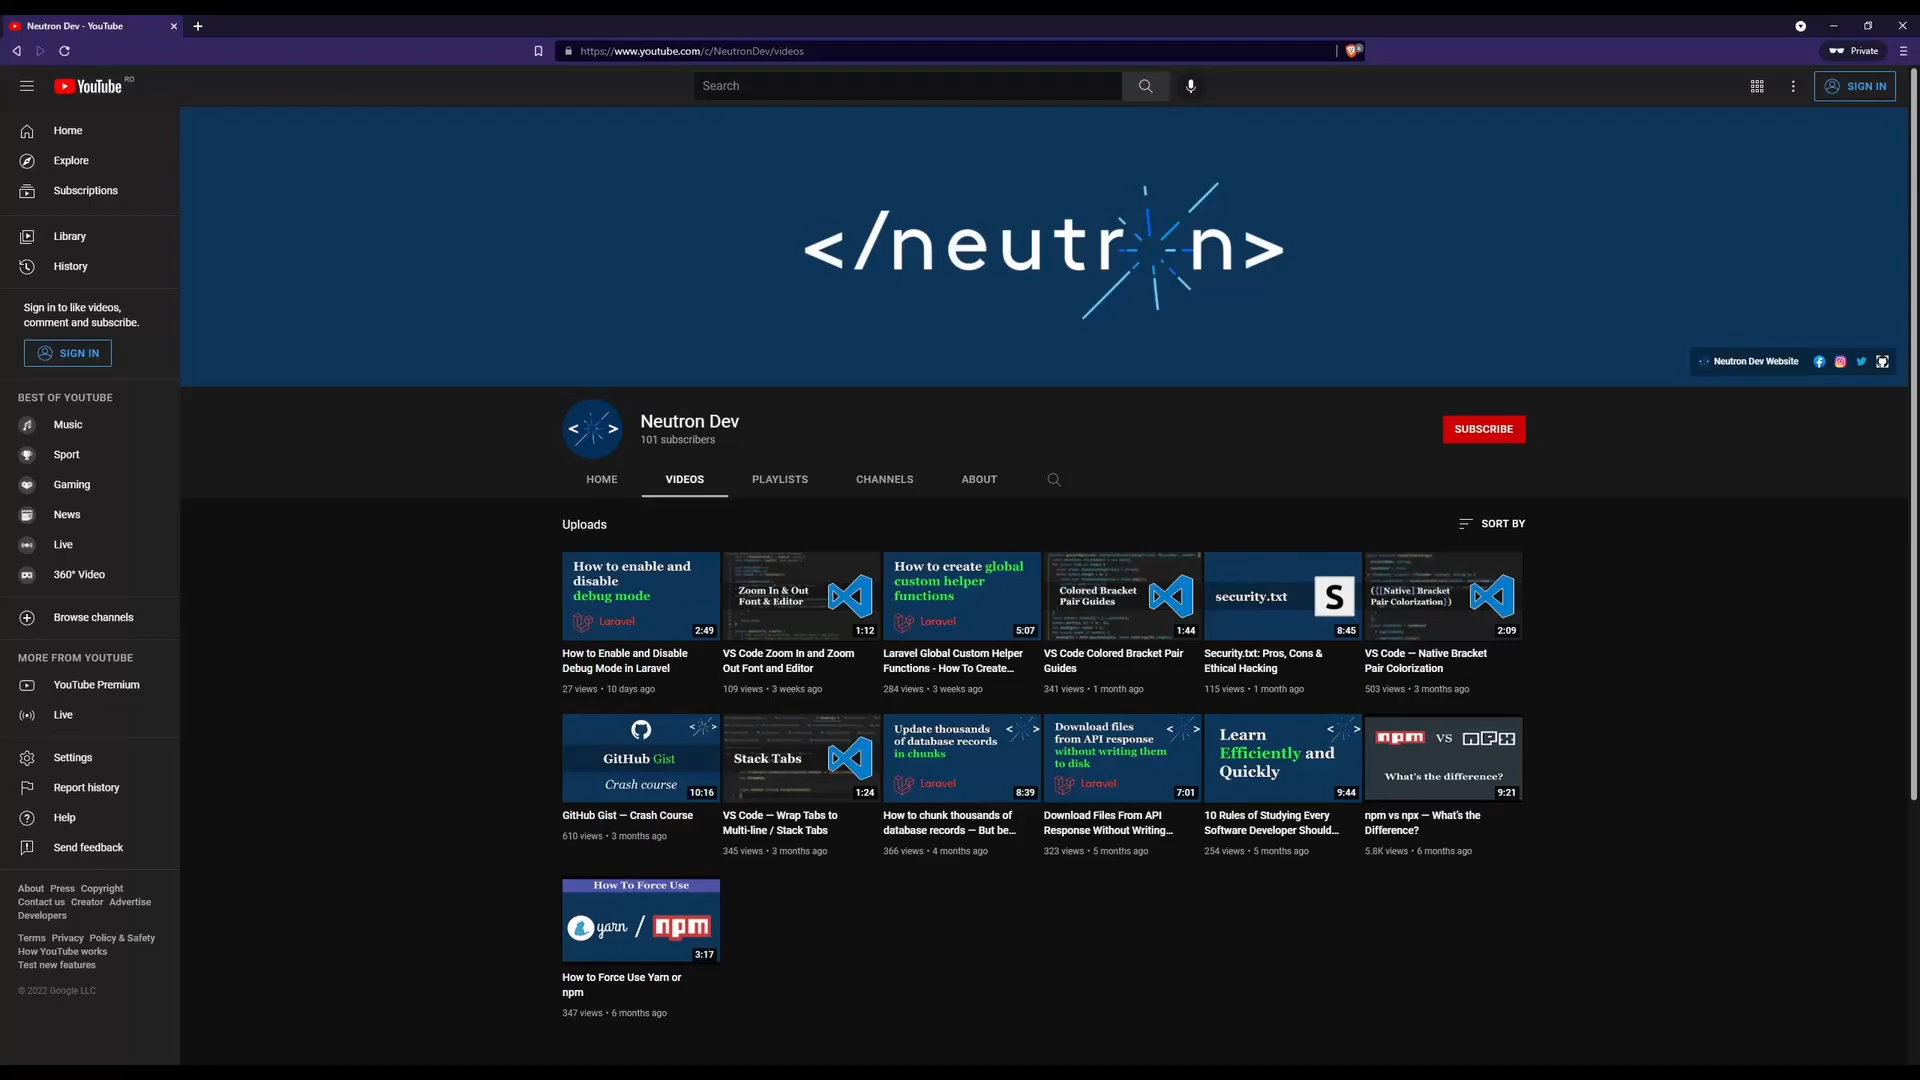 Neutron Dev - YouTube
https://www.youtube.com/c/NeutronDev/videos
6
Private
YouTube RO
Search
SIGN IN
Home
Explore
Subscriptions
Library
History
Sign in to like videos,
comment and subscribe.
SIGN IN
BEST OF YOUTUBE
Music
Sport
Gaming
News
Live
360° Video
Browse channels
MORE FROM YOUTUBE
YouTube Premium
Live
Settings
Report history
Help
Send feedback
About Press Copyright
Contact us Creator Advertise
Developers
Terms Privacy Policy & Safety
How YouTube works
Test new features
© 2022 Google LLC
</neutr n>
Neutron Dev Website
Neutron Dev
101 subscribers
SUBSCRIBE
HOME VIDEOS PLAYLISTS CHANNELS ABOUT
Uploads
SORT BY
How to enable and
disable
debug mode
Laravel
2:49
How to Enable and Disable
Debug Mode in Laravel
27 views • 10 days ago
Zoom In & Out
Font & Editor
1:12
VS Code Zoom In and Zoom
Out Font and Editor
109 views • 3 weeks ago
How to create global
custom helper
functions
Laravel
5:07
Laravel Global Custom Helper
Functions - How To Create...
284 views • 3 weeks ago
Colored Bracket
Pair Guides
1:44
VS Code Colored Bracket Pair
Guides
341 views • 1 month ago
security.txt
S
8:45
Security.txt: Pros, Cons &
Ethical Hacking
115 views • 1 month ago
({[Native] Bracket
Pair Colorization})
2:09
VS Code — Native Bracket
Pair Colorization
503 views • 3 months ago
GitHub Gist
Crash course
10:16
GitHub Gist — Crash Course
610 views • 3 months ago
Stack Tabs
1:24
VS Code — Wrap Tabs to
Multi-line / Stack Tabs
345 views • 3 months ago
Update thousands
of database records
in chunks
Laravel
8:39
How to chunk thousands of
database records — But be...
366 views • 4 months ago
Download files
from API response
without writing them
to disk
Laravel
7:01
Download Files From API
Response Without Writing...
323 views • 5 months ago
Learn
Efficiently and
Quickly
9:44
10 Rules of Studying Every
Software Developer Should...
254 views • 5 months ago
npm VS npx
What's the difference?
9:21
npm vs npx — What's the
Difference?
5.8K views • 6 months ago
How To Force Use
yarn / npm
3:17
How to Force Use Yarn or
npm
347 views • 6 months ago